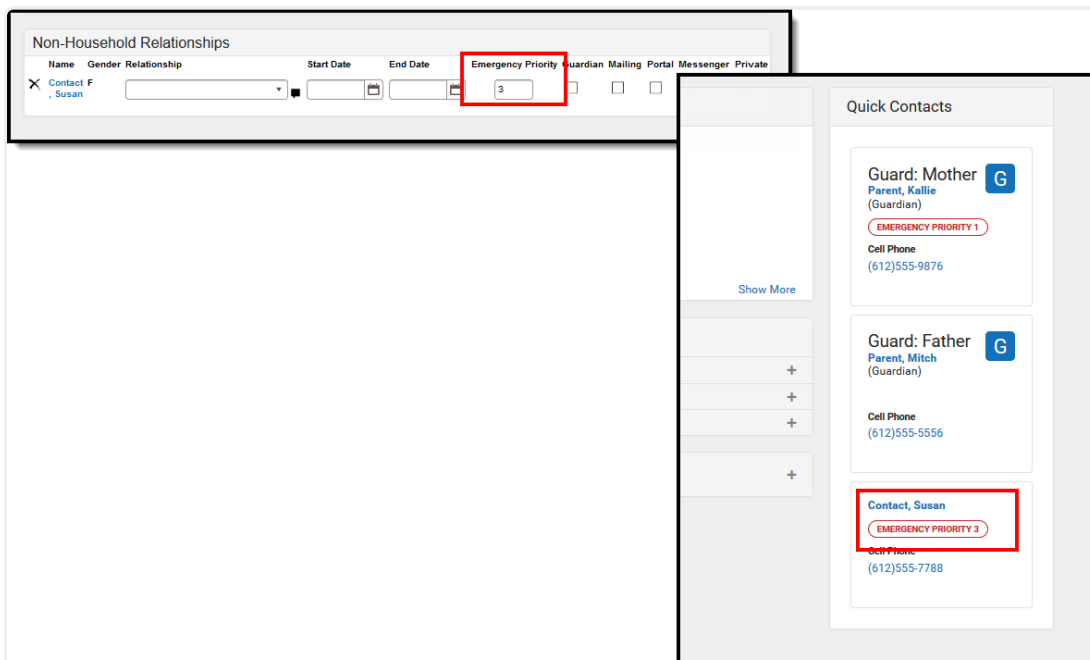 Non-Household Relationships
Name Gender Relationship Start Date End Date Emergency Priority Guardian Mailing Portal Messenger Private
Contact F
, Susan
3
Quick Contacts
Guard: Mother G
Parent, Kallie
(Guardian)
EMERGENCY PRIORITY 1
Cell Phone
(612)555-9876
Show More
Guard: Father G
Parent, Mitch
(Guardian)
Cell Phone
(612)555-5556
Contact, Susan
EMERGENCY PRIORITY 3
Cell Phone
(612)555-7788